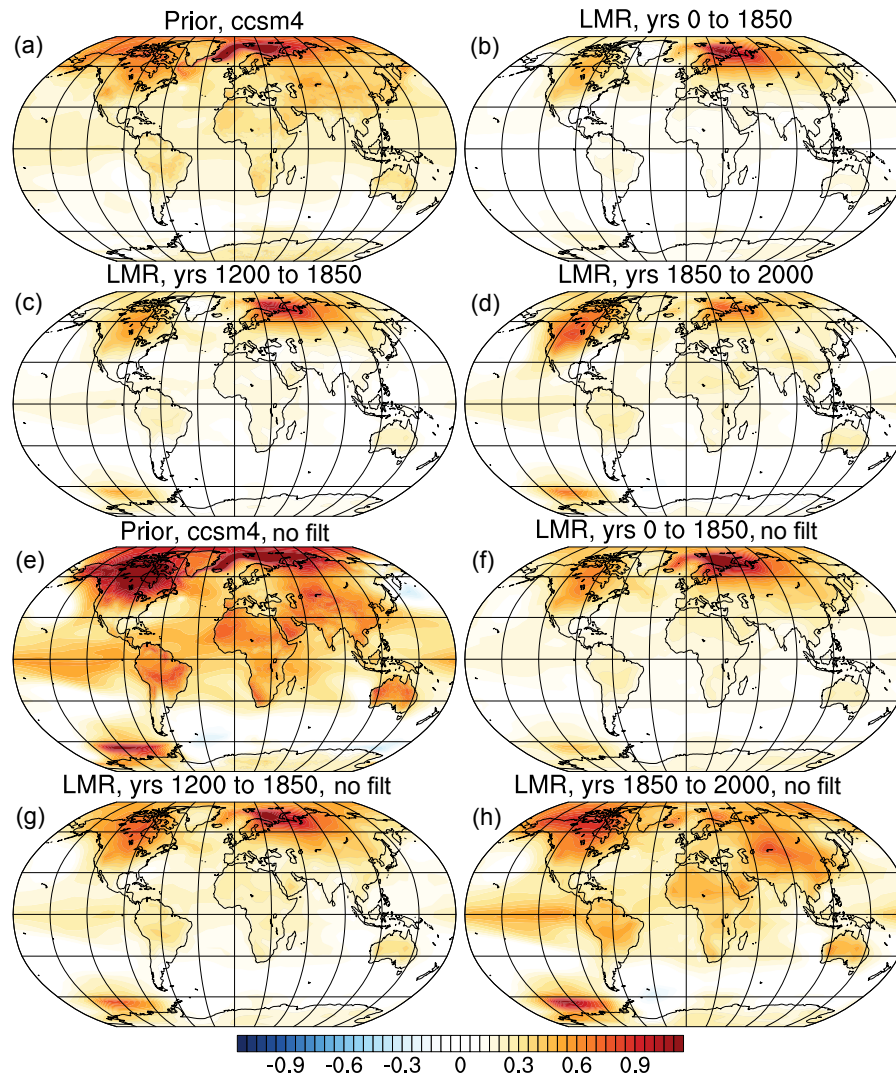 Prior, ccsm4
LMR, yrs 0 to 1850
(a)
(b)
LMR, yrs 1200 to 1850
LMR, yrs 1850 to 2000
(c)
(d)
Prior, ccsm4, no filt
LMR, yrs 0 to 1850, no filt
(e)
(f)
LMR, yrs 1200 to 1850, no filt
LMR, yrs 1850 to 2000, no filt
(g)
(h)
-0.9 -0.6 -0.3 0 0.3 0.6 0.9